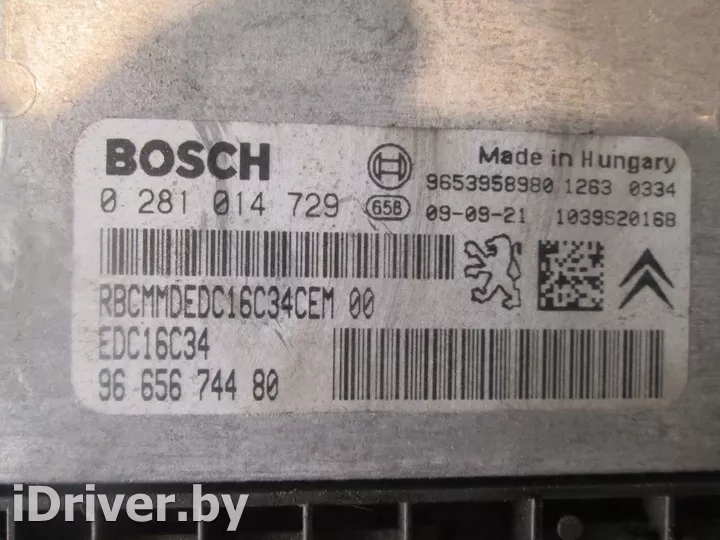 BOSCH
Made in Hungary
9653958980 1263 0334
0 281 014 729
658
09-09-21 1039S20168
RBCMMDEDC16C34CEM 00
EDC16C34
96 656 744 80
iDriver.by